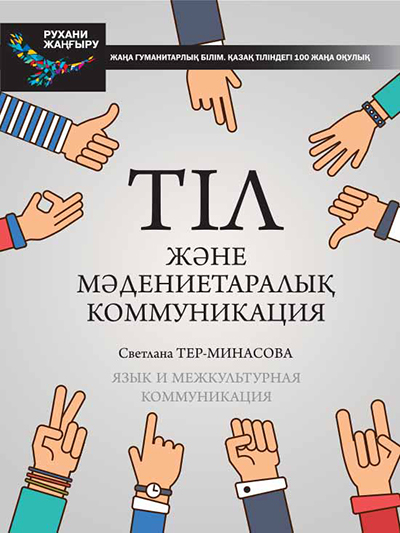 РУХАНИ
ЖАҢҒЫРУ
ЖАҢА ГУМАНИТАРЛЫҚ БІЛІМ. ҚАЗАҚ ТІЛІНДЕГІ 100 ЖАҢА ОҚУЛЫҚ
ТІЛ
ЖӘНЕ
МӘДЕНИЕТАРАЛЫҚ
КОММУНИКАЦИЯ
Светлана ТЕР-МИНАСОВА
ЯЗЫК И МЕЖКУЛЬТУРНАЯ
КОММУНИКАЦИЯ